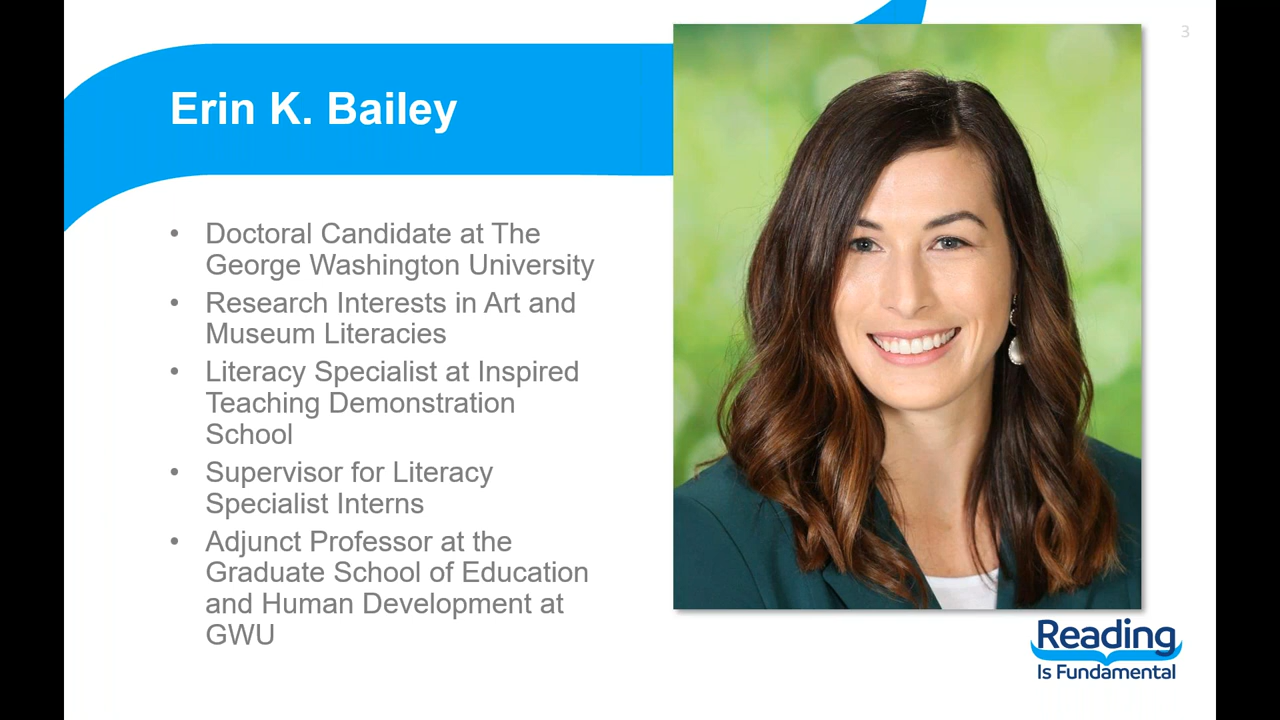 3
Erin K. Bailey
• Doctoral Candidate at The
George Washington University
• Research Interests in Art and
Museum Literacies
• Literacy Specialist at Inspired
Teaching Demonstration
School
• Supervisor for Literacy
Specialist Interns
• Adjunct Professor at the
Graduate School of Education
and Human Development at
GWU
Reading
Is Fundamental